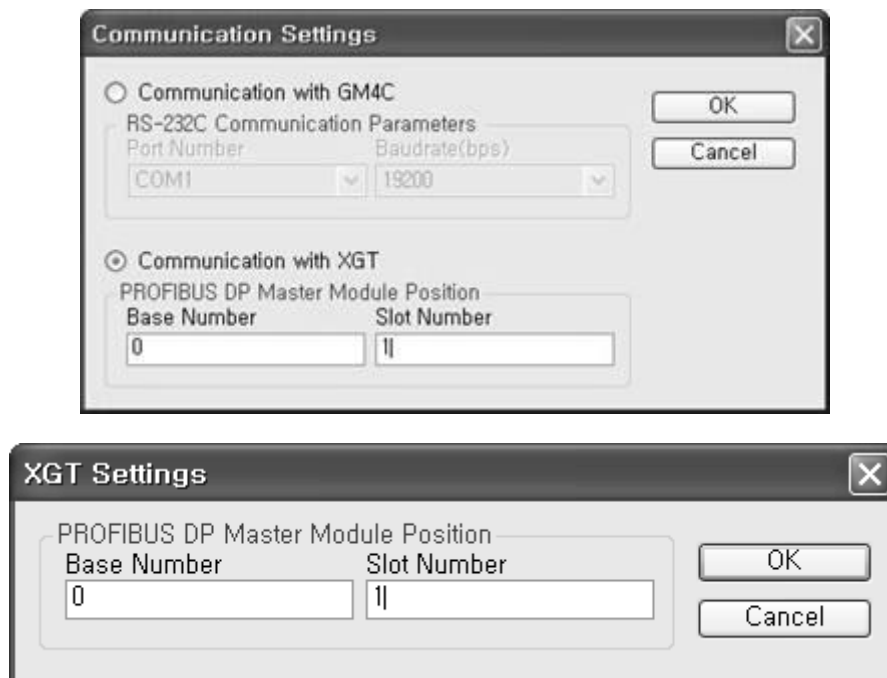 Communication Settings
Communication with GM4C
OK
RS-232C Communication Parameters
Port Number Baudrate(bps)
Cancel
COM1 19200
Communication with XGT
PROFIBUS DP Master Module Position
Base Number Slot Number
0 1
XGT Settings
PROFIBUS DP Master Module Position
Base Number Slot Number
OK
0 1
Cancel